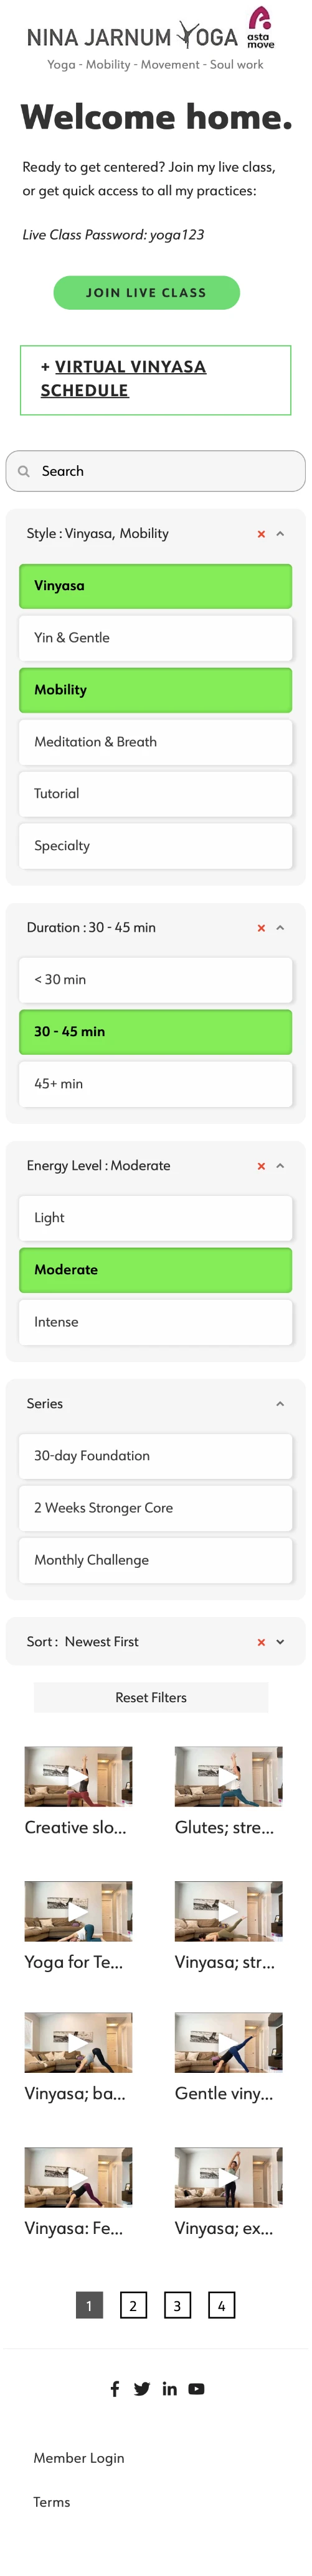 NINA JARNUM YOGA
asta
move
Yoga - Mobility - Movement - Soul work
Welcome home.
Ready to get centered? Join my live class,
or get quick access to all my practices:
Live Class Password: yoga123
JOIN LIVE CLASS
+ VIRTUAL VINYASA
SCHEDULE
Search
Style : Vinyasa, Mobility
Vinyasa
Yin & Gentle
Mobility
Meditation & Breath
Tutorial
Specialty
Duration : 30 - 45 min
< 30 min
30 - 45 min
45+ min
Energy Level : Moderate
Light
Moderate
Intense
Series
30-day Foundation
2 Weeks Stronger Core
Monthly Challenge
Sort : Newest First
Reset Filters
Creative slo... Glutes; stre...
Yoga for Te... Vinyasa; str...
Vinyasa; ba... Gentle viny...
Vinyasa: Fe... Vinyasa; ex...
1 2 3 4
Member Login
Terms